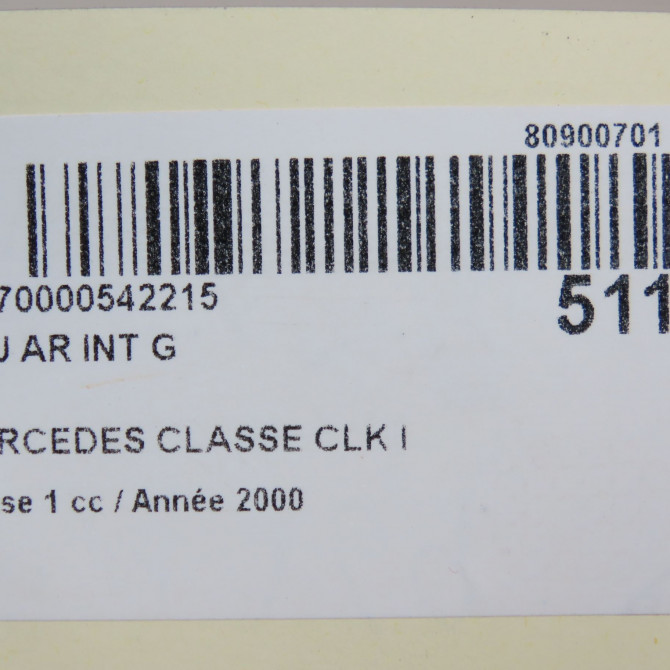 80900701
70000542215
511
U AR INT G
RCEDES CLASSE CLK I
se 1 cc / Année 2000